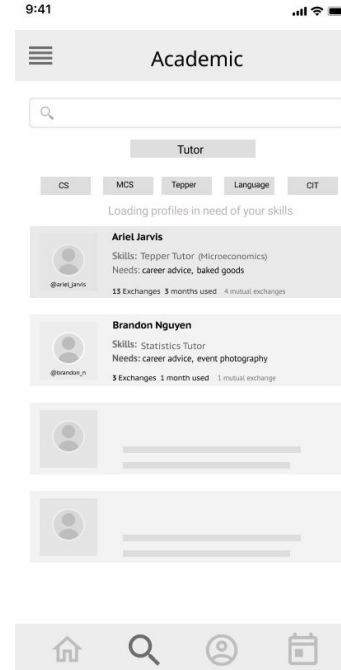 9:41
Academic
Tutor
CS MCS Tepper Language CIT
Loading profiles in need of your skills
Ariel Jarvis
Skills: Tepper Tutor (Microeconomics)
Needs: career advice, baked goods
@ariel_jarvis
13 Exchanges 3 months used 4 mutual exchanges
Brandon Nguyen
Skills: Statistics Tutor
Needs: career advice, event photography
@brandon_n
3 Exchanges 1 month used 1 mutual exchange